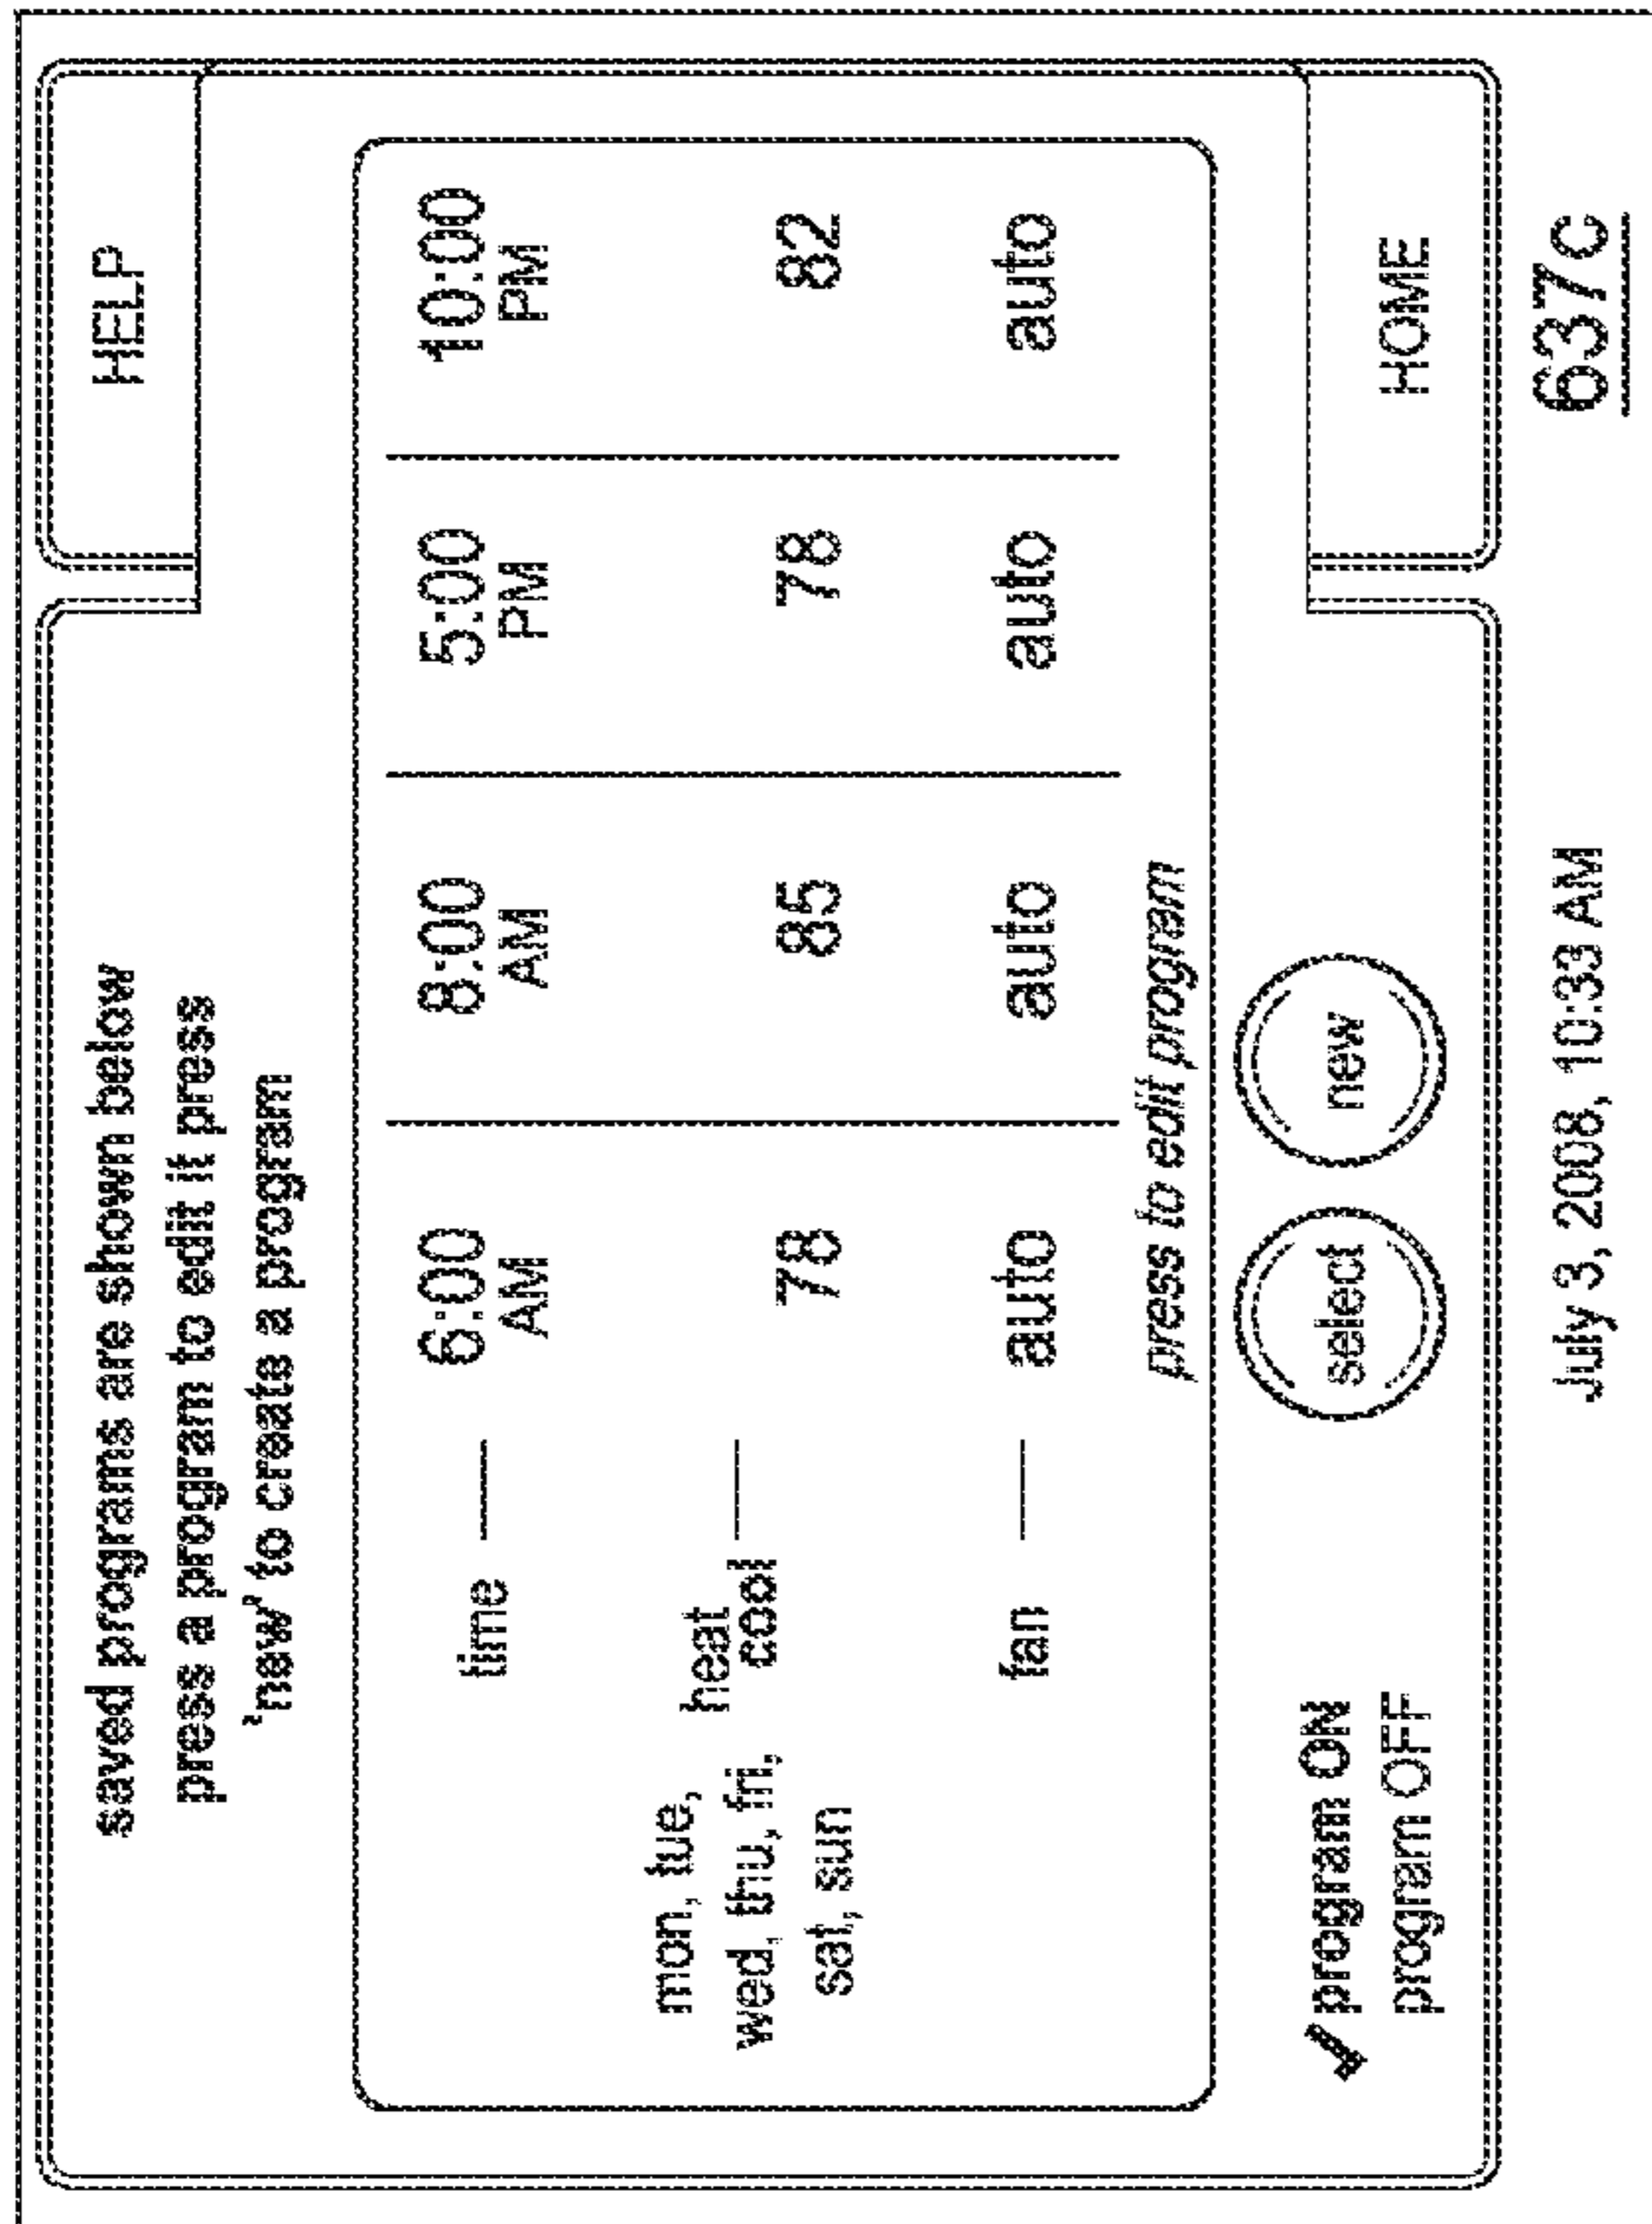 saved programs are shown below
press a program to edit it press
'new' to create a program
HELP
time 6:00 AM 8:00 AM 5:00 PM 10:00 PM
mon, tue,
wed, thu, fri,
sat, sun
heat
cool
78 85 78 82
fan auto auto auto auto
press to edit program
✓ program ON
program OFF
select
new
HOME
July 3, 2008, 10:33 AM
637c